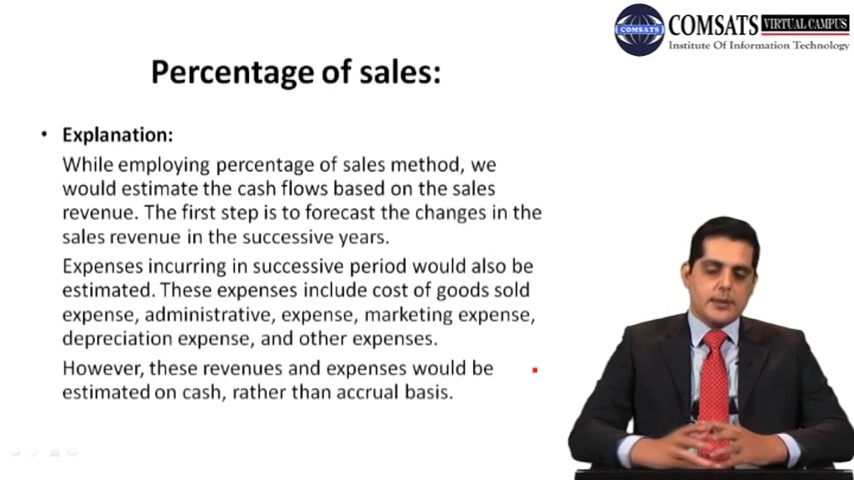 COMSATS
COMSATS VIRTUAL CAMPUS
Institute Of Information Technology
Percentage of sales:
• Explanation:
While employing percentage of sales method, we
would estimate the cash flows based on the sales
revenue. The first step is to forecast the changes in the
sales revenue in the successive years.
Expenses incurring in successive period would also be
estimated. These expenses include cost of goods sold
expense, administrative, expense, marketing expense,
depreciation expense, and other expenses.
However, these revenues and expenses would be
estimated on cash, rather than accrual basis.